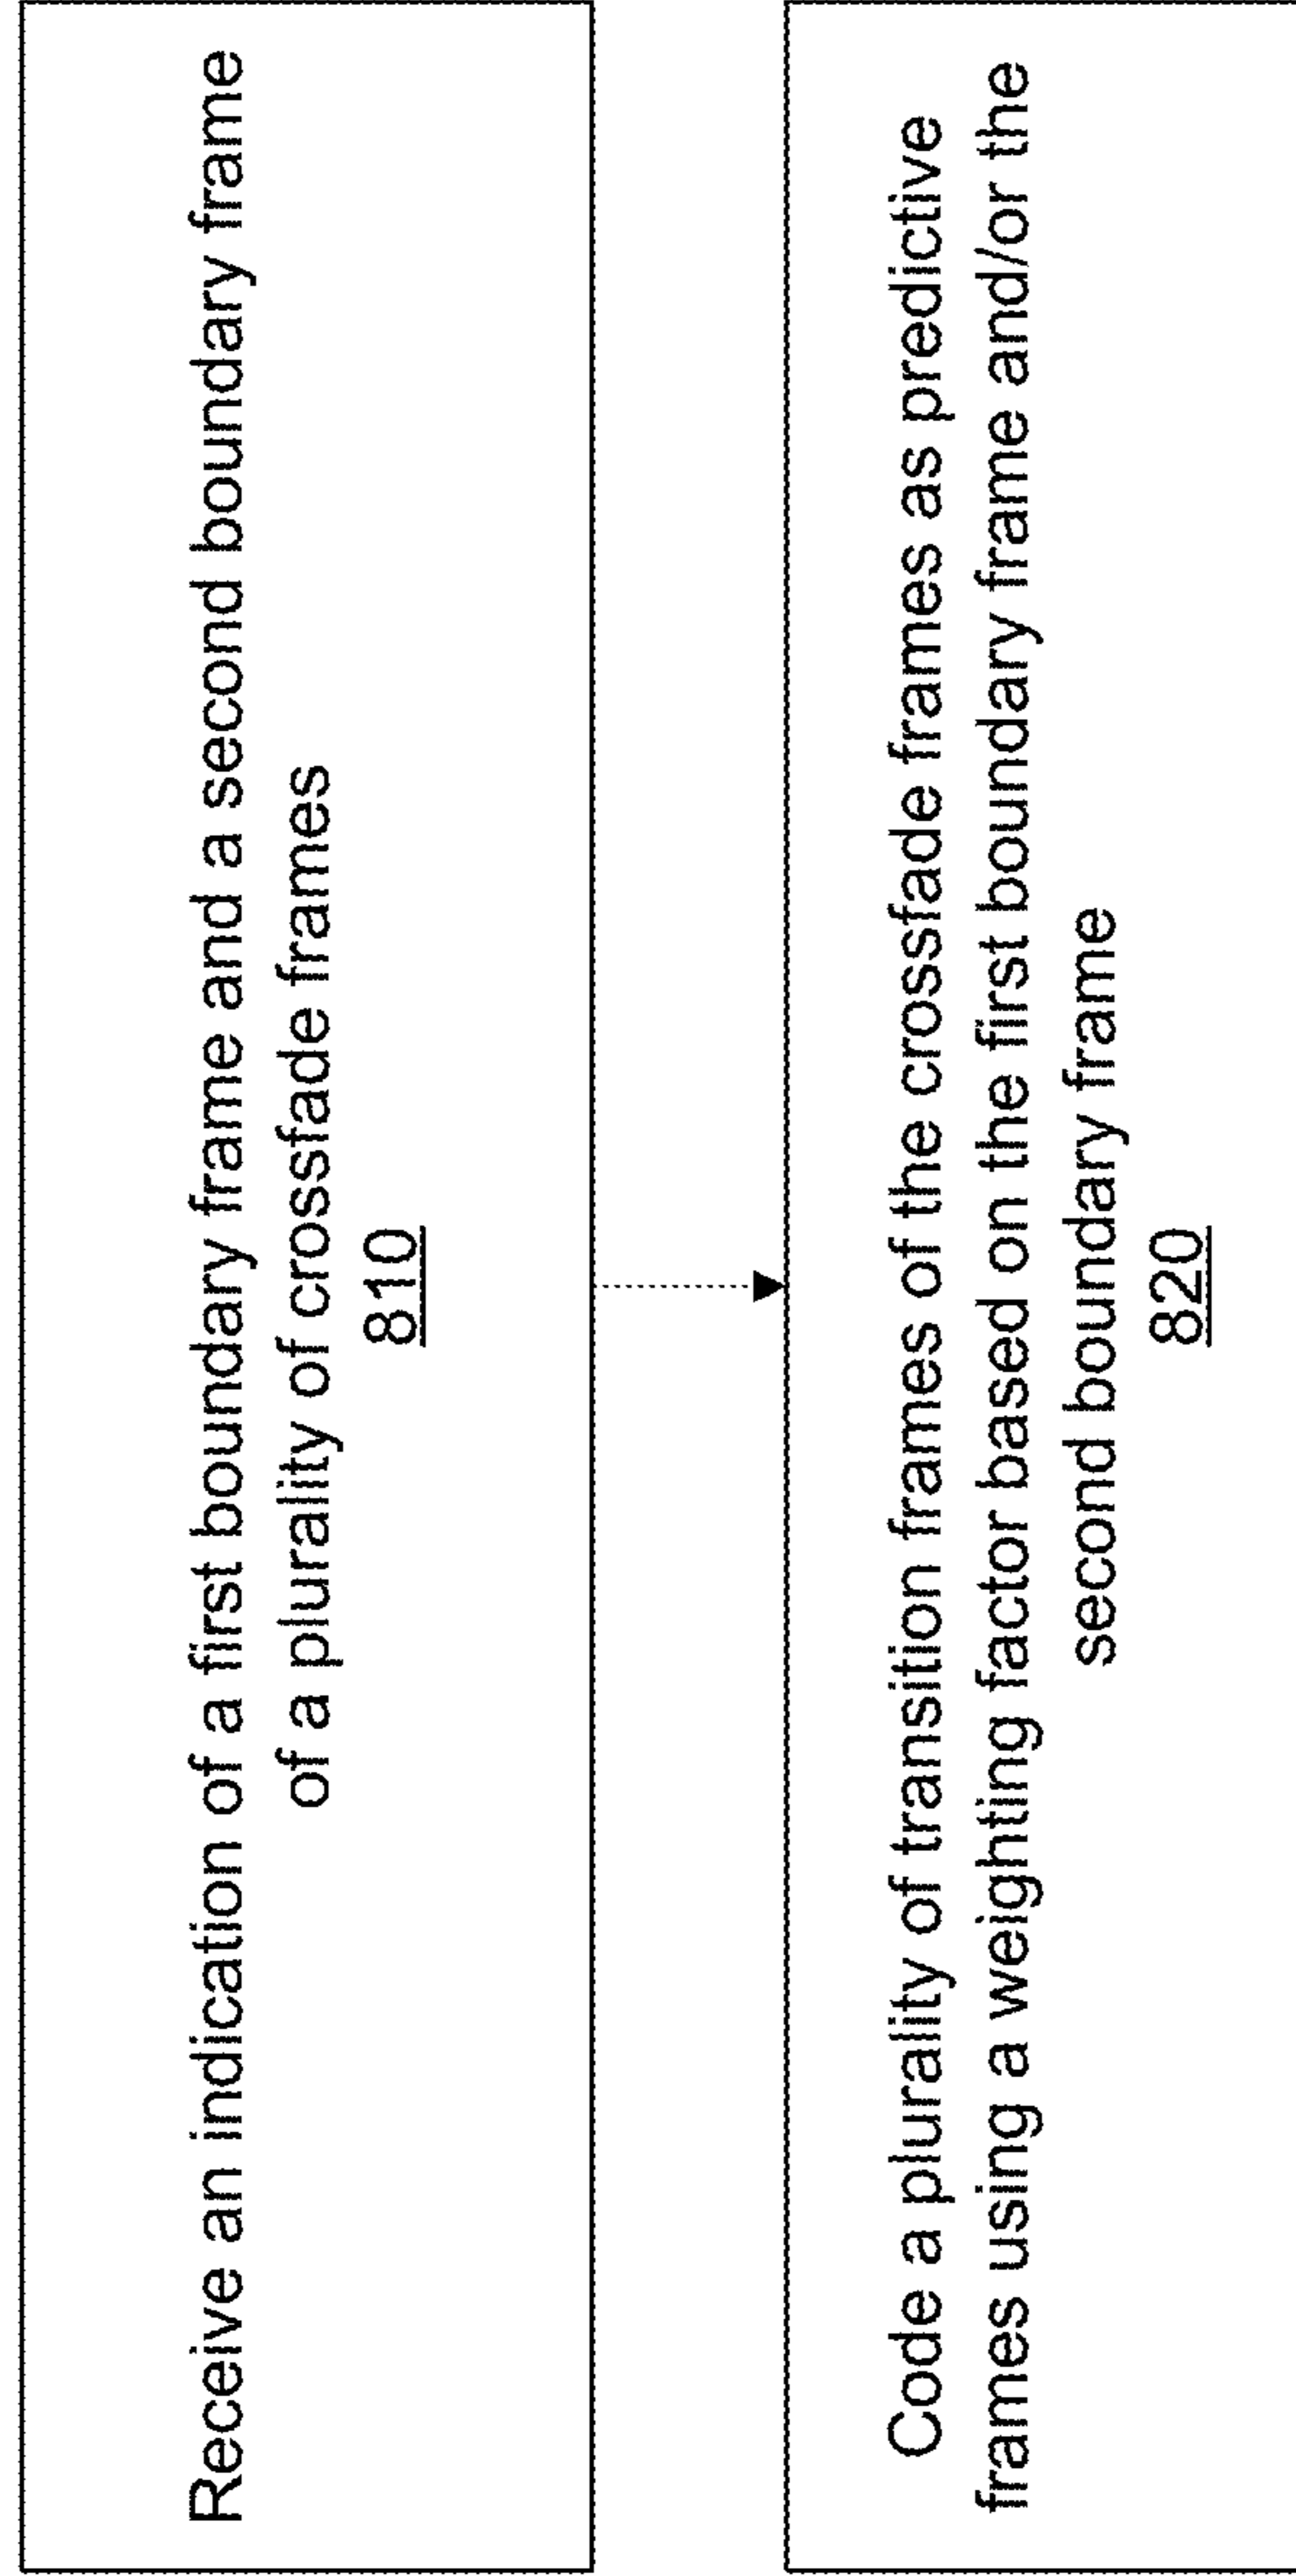 Receive an indication of a first boundary frame and a second boundary frame
of a plurality of crossfade frames
810
Code a plurality of transition frames of the crossfade frames as predictive
frames using a weighting factor based on the first boundary frame and/or the
second boundary frame
820